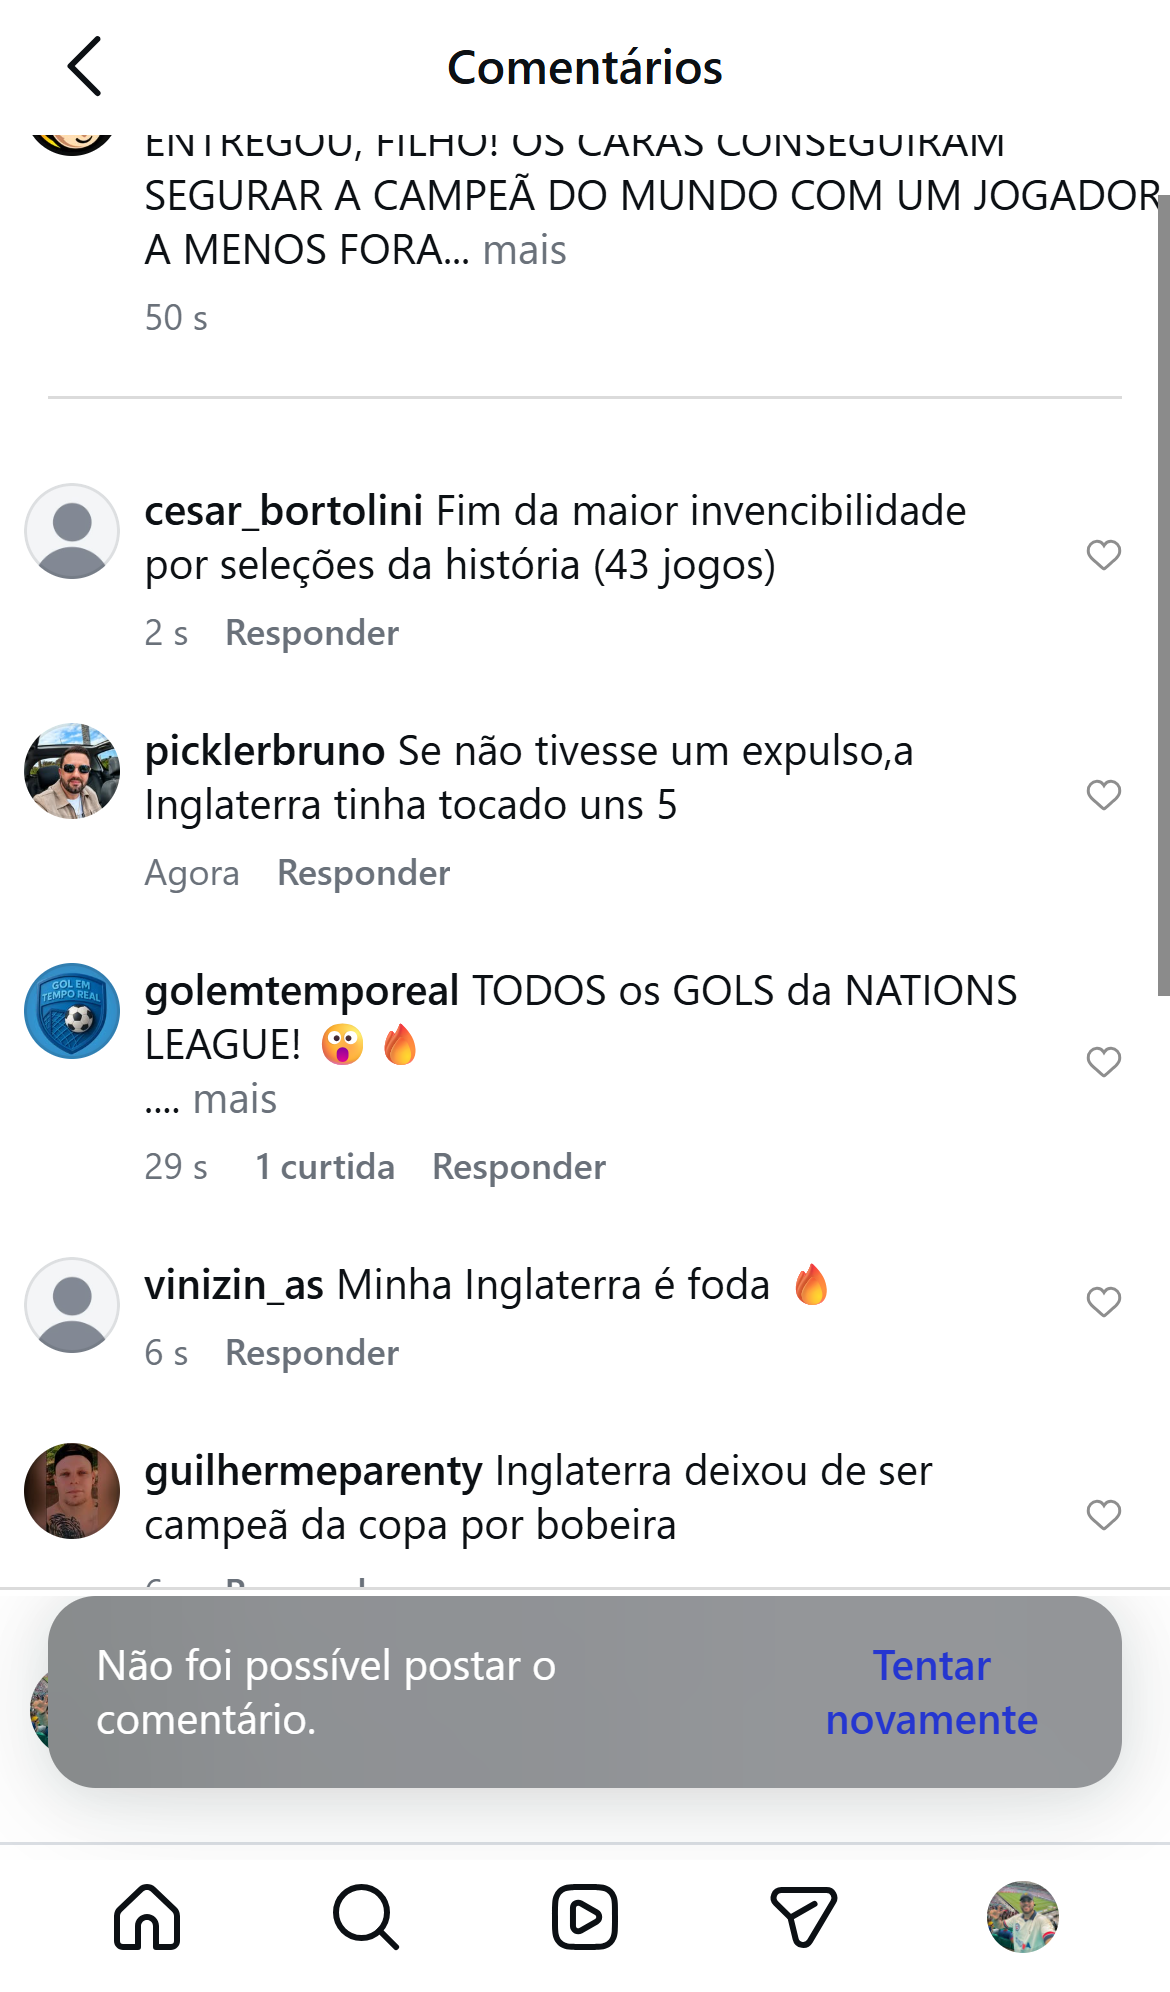 Comentários
ENTREGOU, FILHO! OS CARAS CONSEGUIRAM
SEGURAR A CAMPEÃ DO MUNDO COM UM JOGADOR
A MENOS FORA... mais
50 s
cesar_bortolini Fim da maior invencibilidade
por seleções da história (43 jogos)
2 s Responder
picklerbruno Se não tivesse um expulso,a
Inglaterra tinha tocado uns 5
Agora Responder
GOL EM
TEMPO REAL
golemtemporeal TODOS os GOLS da NATIONS
LEAGUE! 😲🔥
.... mais
29 s 1 curtida Responder
vinizin_as Minha Inglaterra é foda 🔥
6 s Responder
guilhermeparenty Inglaterra deixou de ser
campeã da copa por bobeira
Não foi possível postar o
comentário.
Tentar
novamente